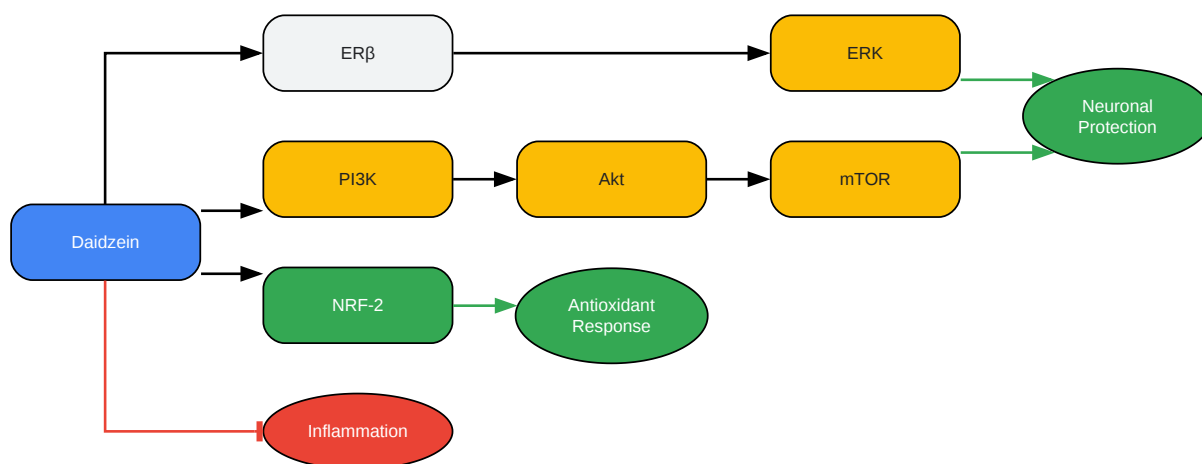 ERβ
ERK
Neuronal
Protection
PI3K
Akt
mTOR
Daidzein
NRF-2
Antioxidant
Response
Inflammation